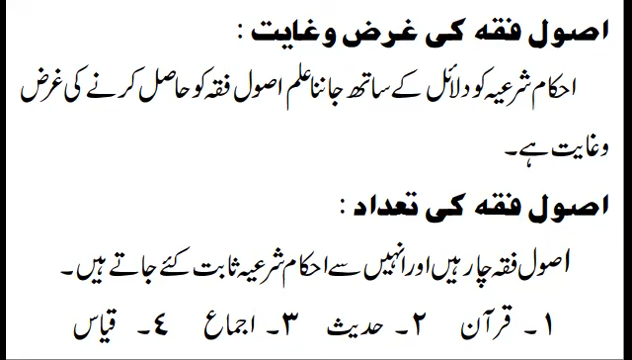 اصول فقہ کی غرض وغایت :
احکام شرعیہ کو دلائل کے ساتھ جاننا علم اصول فقہ کو حاصل کرنے کی غرض
وغایت ہے۔
اصول فقہ کی تعداد :
اصول فقہ چار ہیں اور انہیں سے احکام شرعیہ ثابت کئے جاتے ہیں۔
۱۔ قرآن ۲۔ حدیث ۳۔ اجماع ٤۔ قیاس